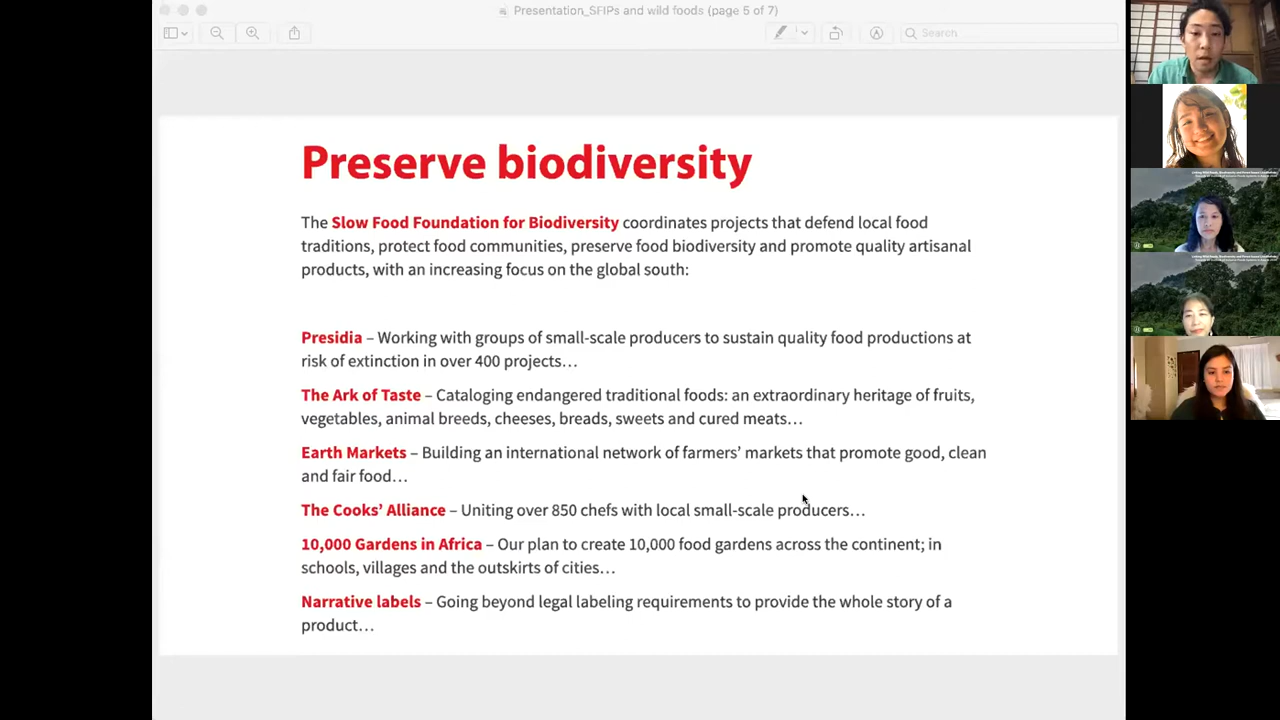 Presentation_SFIPs and wild foods (page 5 of 7)
Search
Preserve biodiversity
The Slow Food Foundation for Biodiversity coordinates projects that defend local food
traditions, protect food communities, preserve food biodiversity and promote quality artisanal
products, with an increasing focus on the global south:
Presidia – Working with groups of small-scale producers to sustain quality food productions at
risk of extinction in over 400 projects…
The Ark of Taste – Cataloging endangered traditional foods: an extraordinary heritage of fruits,
vegetables, animal breeds, cheeses, breads, sweets and cured meats…
Earth Markets – Building an international network of farmers’ markets that promote good, clean
and fair food…
The Cooks’ Alliance – Uniting over 850 chefs with local small-scale producers…
10,000 Gardens in Africa – Our plan to create 10,000 food gardens across the continent; in
schools, villages and the outskirts of cities…
Narrative labels – Going beyond legal labeling requirements to provide the whole story of a
product…